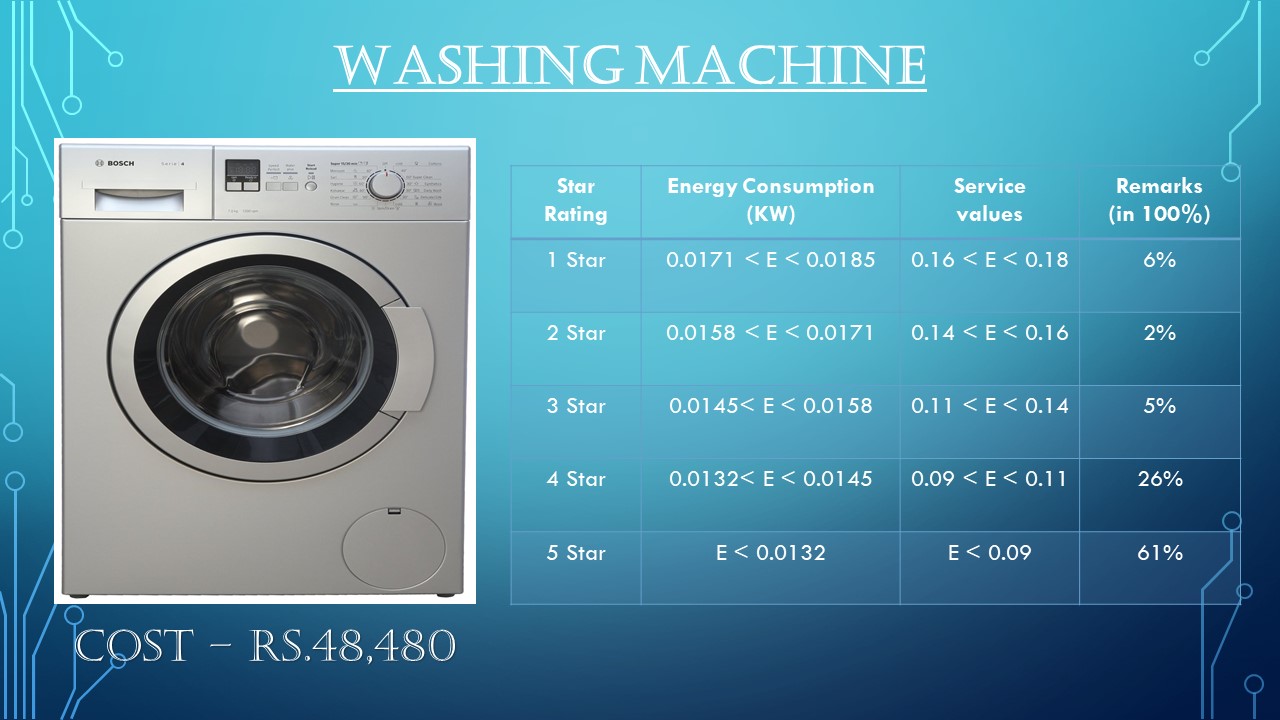 WASHING MACHINE
BOSCH
Serie 4
Star Rating | Energy Consumption (KW) | Service values | Remarks (in 100%)
1 Star | 0.0171 < E < 0.0185 | 0.16 < E < 0.18 | 6%
2 Star | 0.0158 < E < 0.0171 | 0.14 < E < 0.16 | 2%
3 Star | 0.0145< E < 0.0158 | 0.11 < E < 0.14 | 5%
4 Star | 0.0132< E < 0.0145 | 0.09 < E < 0.11 | 26%
5 Star | E < 0.0132 | E < 0.09 | 61%
COST – RS.48,480